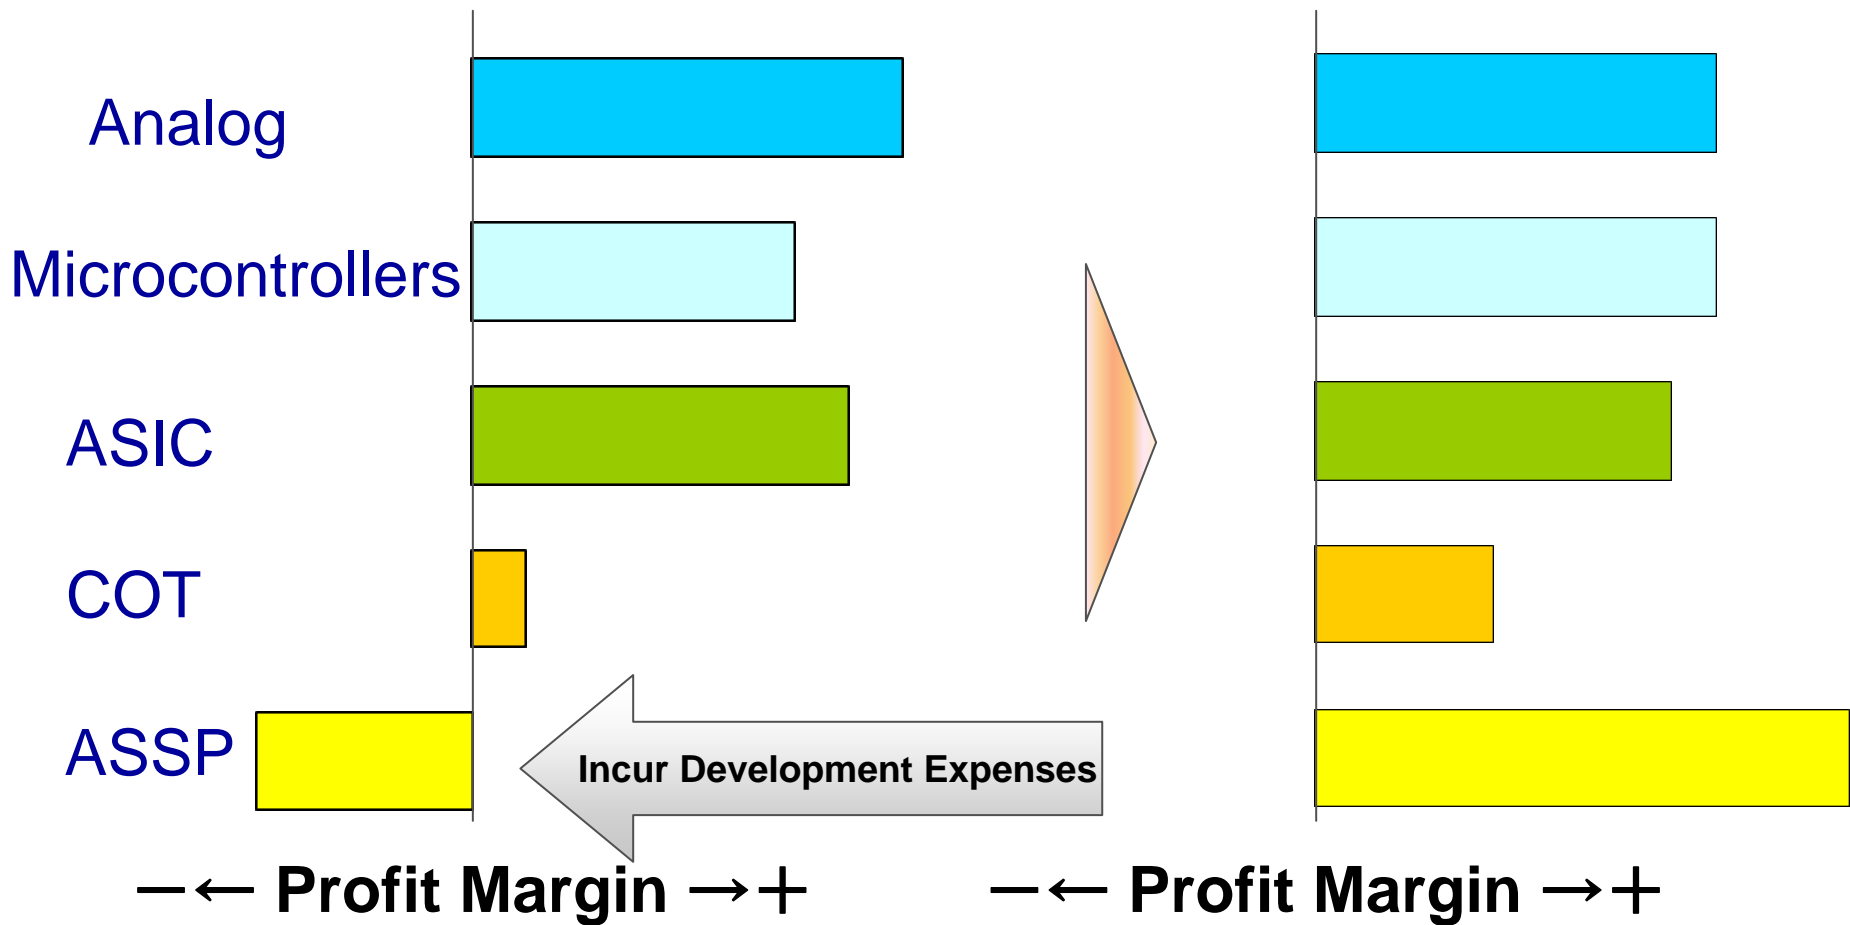 Analog
Microcontrollers
ASIC
COT
ASSP
Incur Development Expenses
−← Profit Margin →+
−← Profit Margin →+